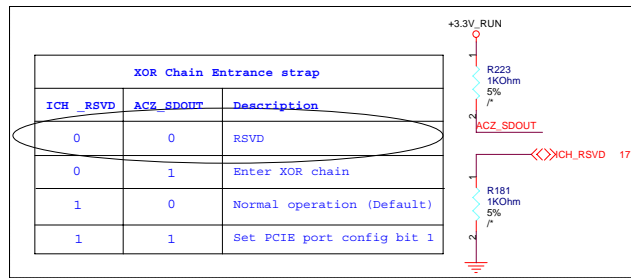 XOR Chain Entrance strap
ICH _RSVD ACZ_SDOUT Description
0 0 RSVD
0 1 Enter XOR chain
1 0 Normal operation (Default)
1 1 Set PCIE port config bit 1
+3.3V_RUN
1
R223
1KOhm
5%
/*
2
ACZ_SDOUT
ICH_RSVD 17
1
R181
1KOhm
5%
/*
2